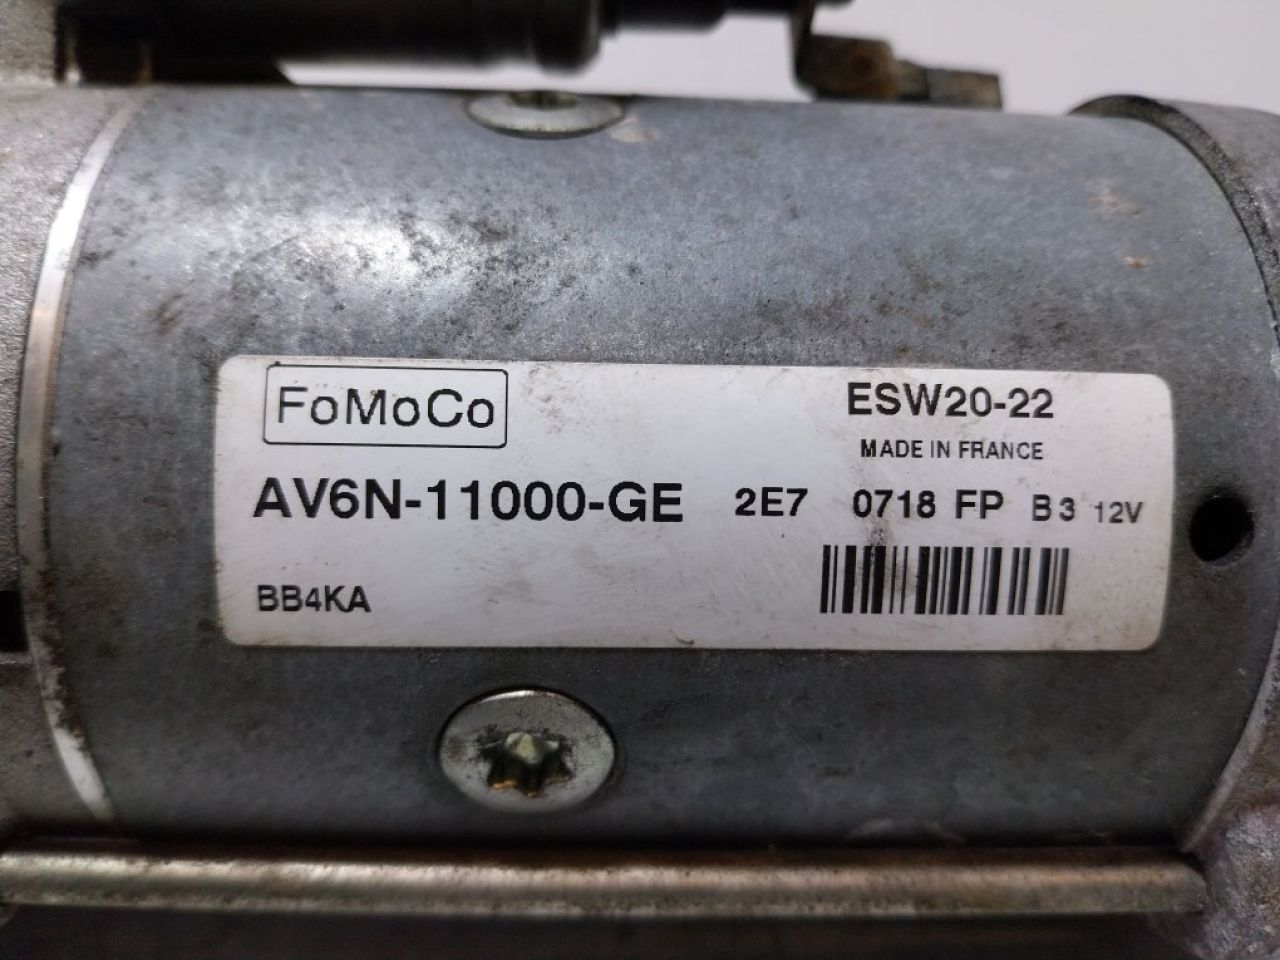 FoMoCo
ESW20-22
MADE IN FRANCE
AV6N-11000-GE 2E7 0718 FP B3 12V
BB4KA